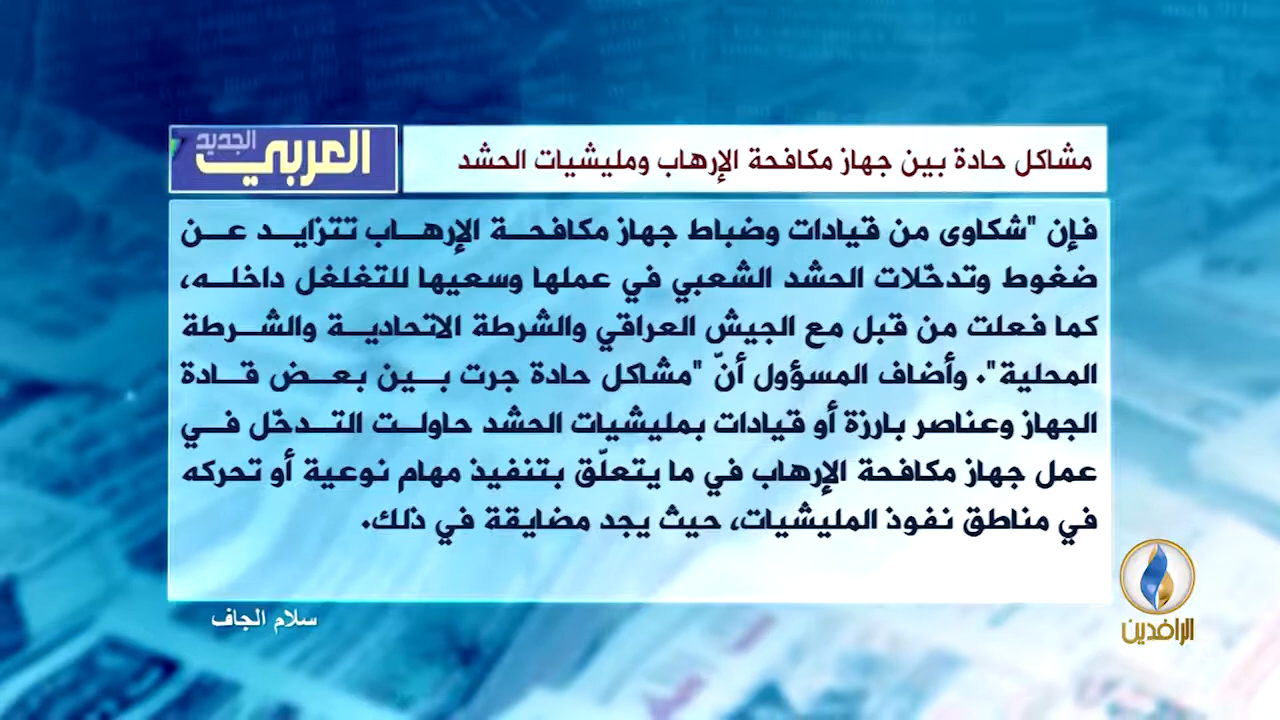 العربي الجديد
مشاكل حادة بين جهاز مكافحة الإرهاب ومليشيات الحشد
فإن "شكاوى من قيادات وضباط جهاز مكافحة الإرهاب تتزايد عن
ضغوط وتدخّلات الحشد الشعبي في عملها وسعيها للتغلغل داخله،
كما فعلت من قبل مع الجيش العراقي والشرطة الاتحادية والشرطة
المحلية". وأضاف المسؤول أنّ "مشاكل حادة جرت بين بعض قادة
الجهاز وعناصر بارزة أو قيادات بمليشيات الحشد حاولت التدخّل في
عمل جهاز مكافحة الإرهاب في ما يتعلّق بتنفيذ مهام نوعية أو تحركه
في مناطق نفوذ المليشيات، حيث يجد مضايقة في ذلك.
سلام الجاف
الرافدين